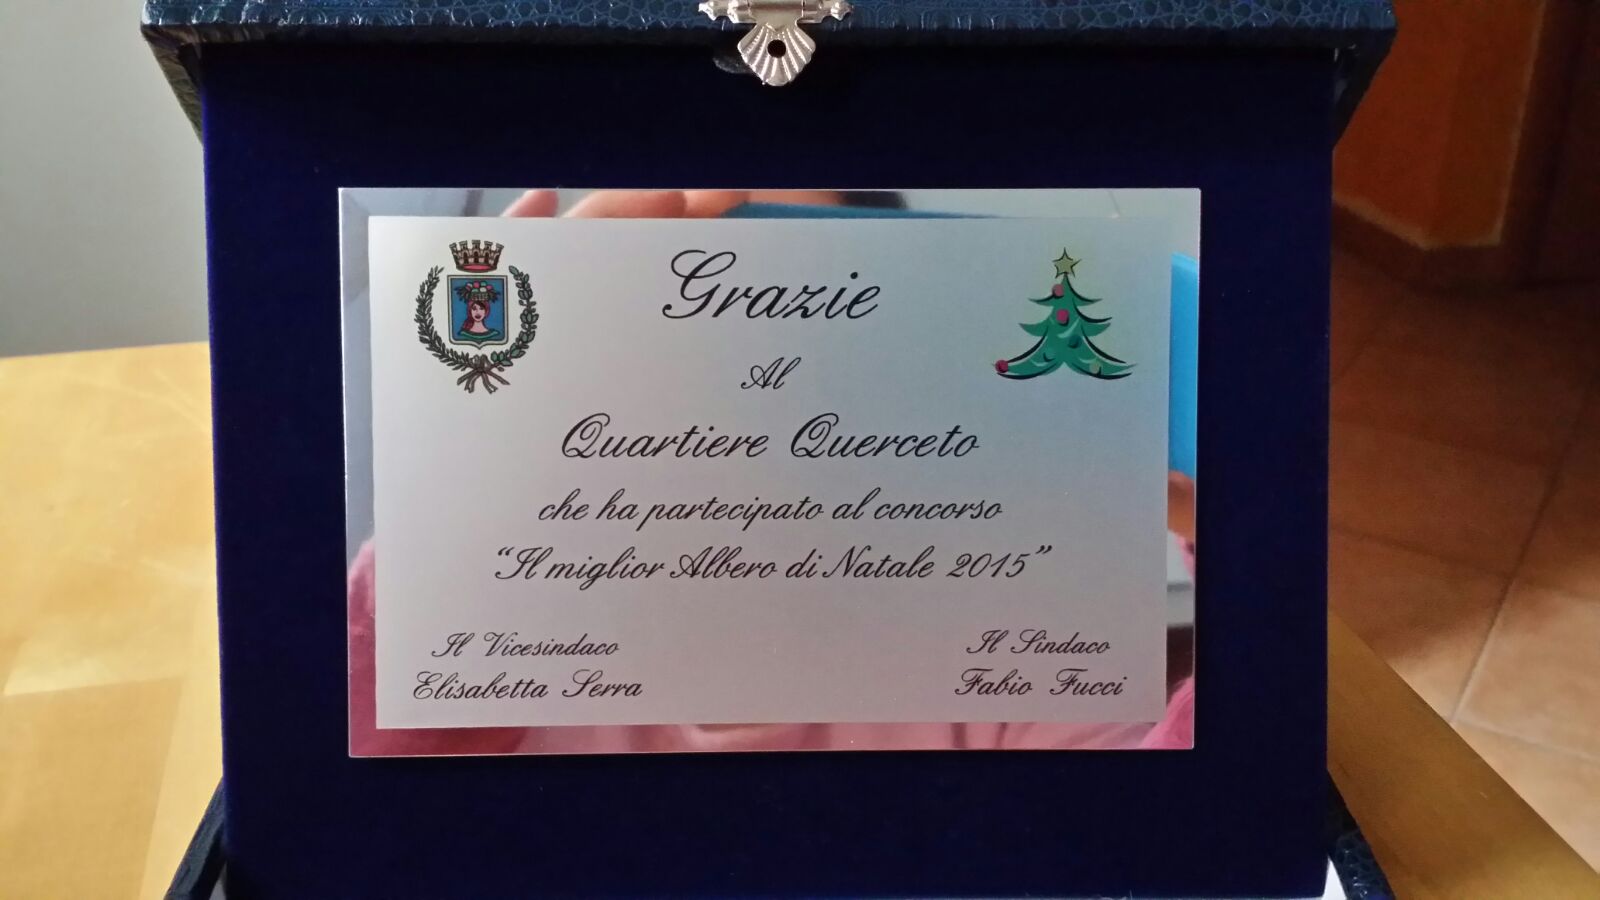 Grazie
Al
Quartiere Querceto
che ha partecipato al concorso
“Il miglior Albero di Natale 2015”
Il Vicesindaco
Elisabetta Serra
Il Sindaco
Fabio Fucci